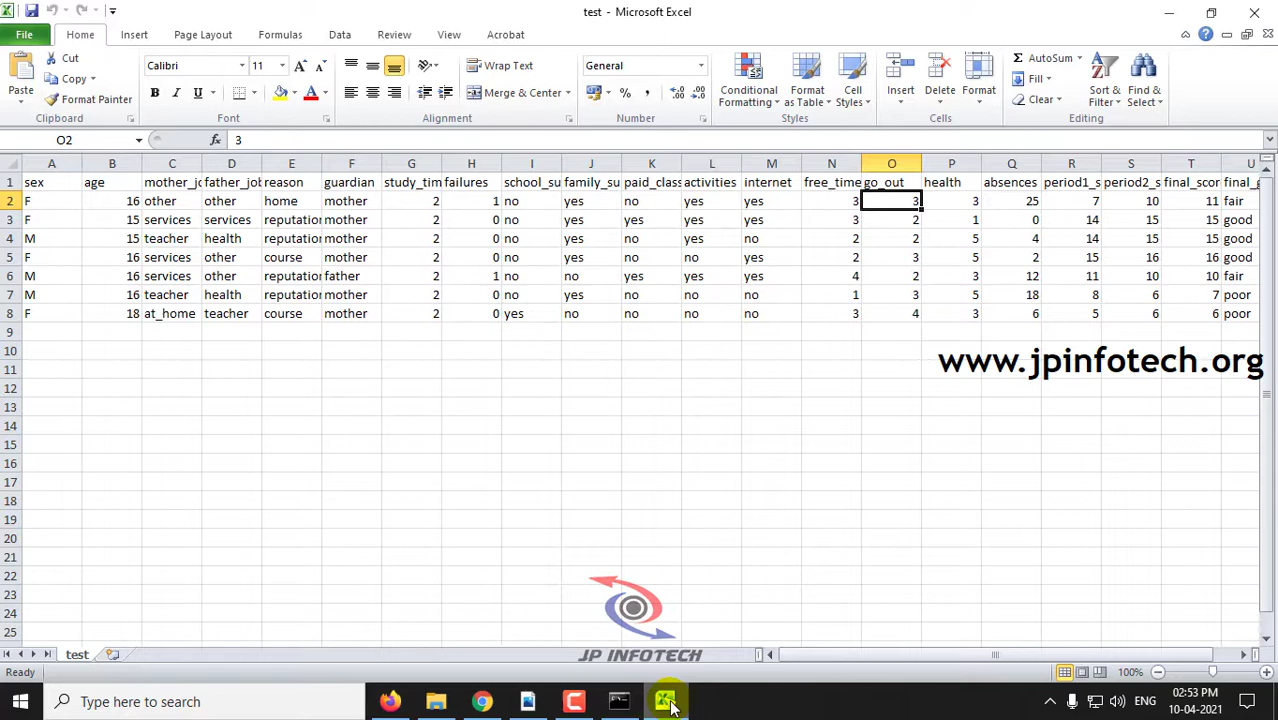 test - Microsoft Excel
File Home Insert Page Layout Formulas Data Review View Acrobat
Paste Cut Copy Format Painter Clipboard
Calibri 11 A A B I U A Font
Wrap Text Merge & Center Alignment
General % , Number
Conditional Formatting Format as Table Cell Styles Styles
Insert Delete Format Cells
Σ AutoSum Fill Clear Sort & Filter Find & Select Editing
O2 fx 3
A B C D E F G H I J K L M N O P Q R S T U
1 sex age mother_jo father_job reason guardian study_tim failures school_su family_su paid_class activities internet free_time go_out health absences period1_s period2_s final_scor final_g
2 F 16 other other home mother 2 1 no yes no yes yes 3 3 3 25 7 10 11 fair
3 F 15 services services reputation mother 2 0 no yes yes yes yes 3 2 1 0 14 15 15 good
4 M 15 teacher health reputation mother 2 0 no yes no yes no 2 2 5 4 14 15 15 good
5 F 16 services other course mother 2 0 no yes no no yes 2 3 5 2 15 16 16 good
6 M 16 services other reputation father 2 1 no no yes yes yes 4 2 3 12 11 10 10 fair
7 M 16 teacher health reputation mother 2 0 no yes no no no 1 3 5 18 8 6 7 poor
8 F 18 at_home teacher course mother 2 0 yes no no no no 3 4 3 6 5 6 6 poor
9
10
www.jpinfotech.org
11
12
13
14
15
16
17
18
19
20
21
22
23
24
25
JP INFOTECH
test
Ready 100%
Type here to search
ENG
02:53 PM
10-04-2021